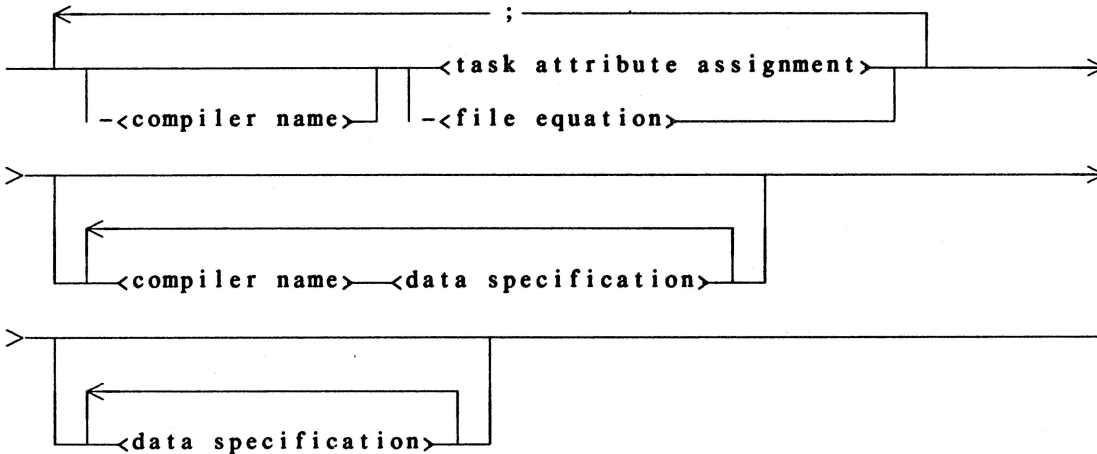 ;
<task attribute assignment>
-<compiler name> -<file equation>
<compiler name> <data specification>
<data specification>